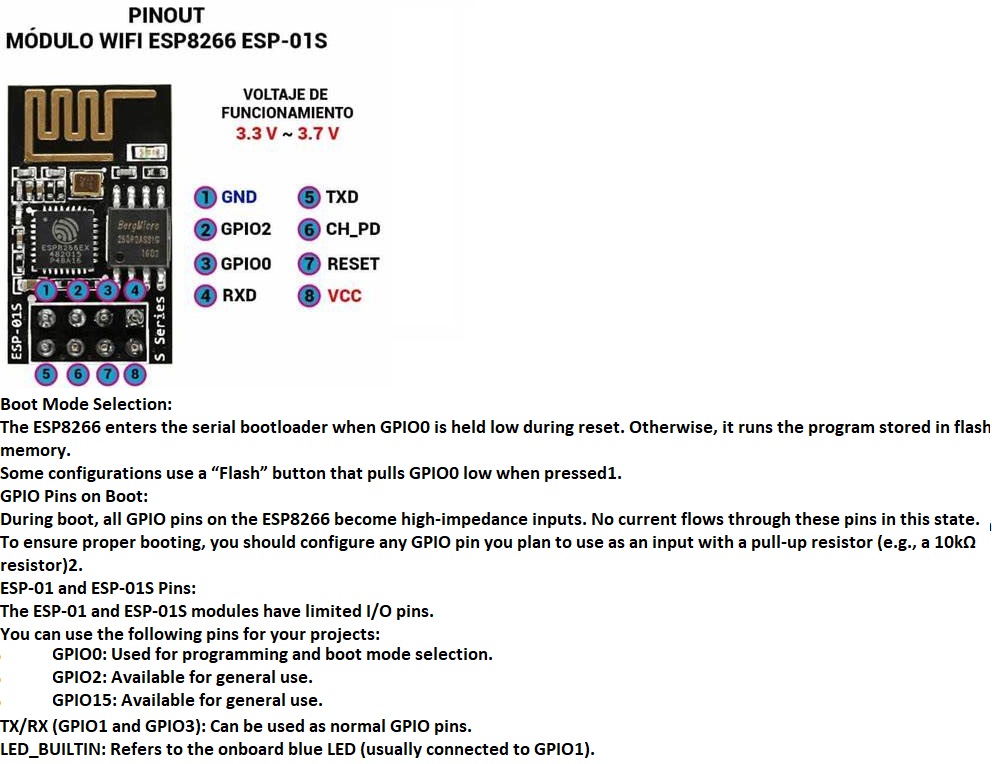 PINOUT
MÓDULO WIFI ESP8266 ESP-01S
VOLTAJE DE
FUNCIONAMIENTO
3.3 V ~ 3.7 V
1 GND
5 TXD
2 GPIO2
6 CH_PD
3 GPIO0
7 RESET
4 RXD
8 VCC
BergMicro
1602
ESP8266EX
482015
P48A16
1 2 3 4
ESP-01S
S Series
5 6 7 8
Boot Mode Selection:
The ESP8266 enters the serial bootloader when GPIO0 is held low during reset. Otherwise, it runs the program stored in flash
memory.
Some configurations use a “Flash” button that pulls GPIO0 low when pressed1.
GPIO Pins on Boot:
During boot, all GPIO pins on the ESP8266 become high-impedance inputs. No current flows through these pins in this state.
To ensure proper booting, you should configure any GPIO pin you plan to use as an input with a pull-up resistor (e.g., a 10kΩ
resistor)2.
ESP-01 and ESP-01S Pins:
The ESP-01 and ESP-01S modules have limited I/O pins.
You can use the following pins for your projects:
GPIO0: Used for programming and boot mode selection.
GPIO2: Available for general use.
GPIO15: Available for general use.
TX/RX (GPIO1 and GPIO3): Can be used as normal GPIO pins.
LED_BUILTIN: Refers to the onboard blue LED (usually connected to GPIO1).